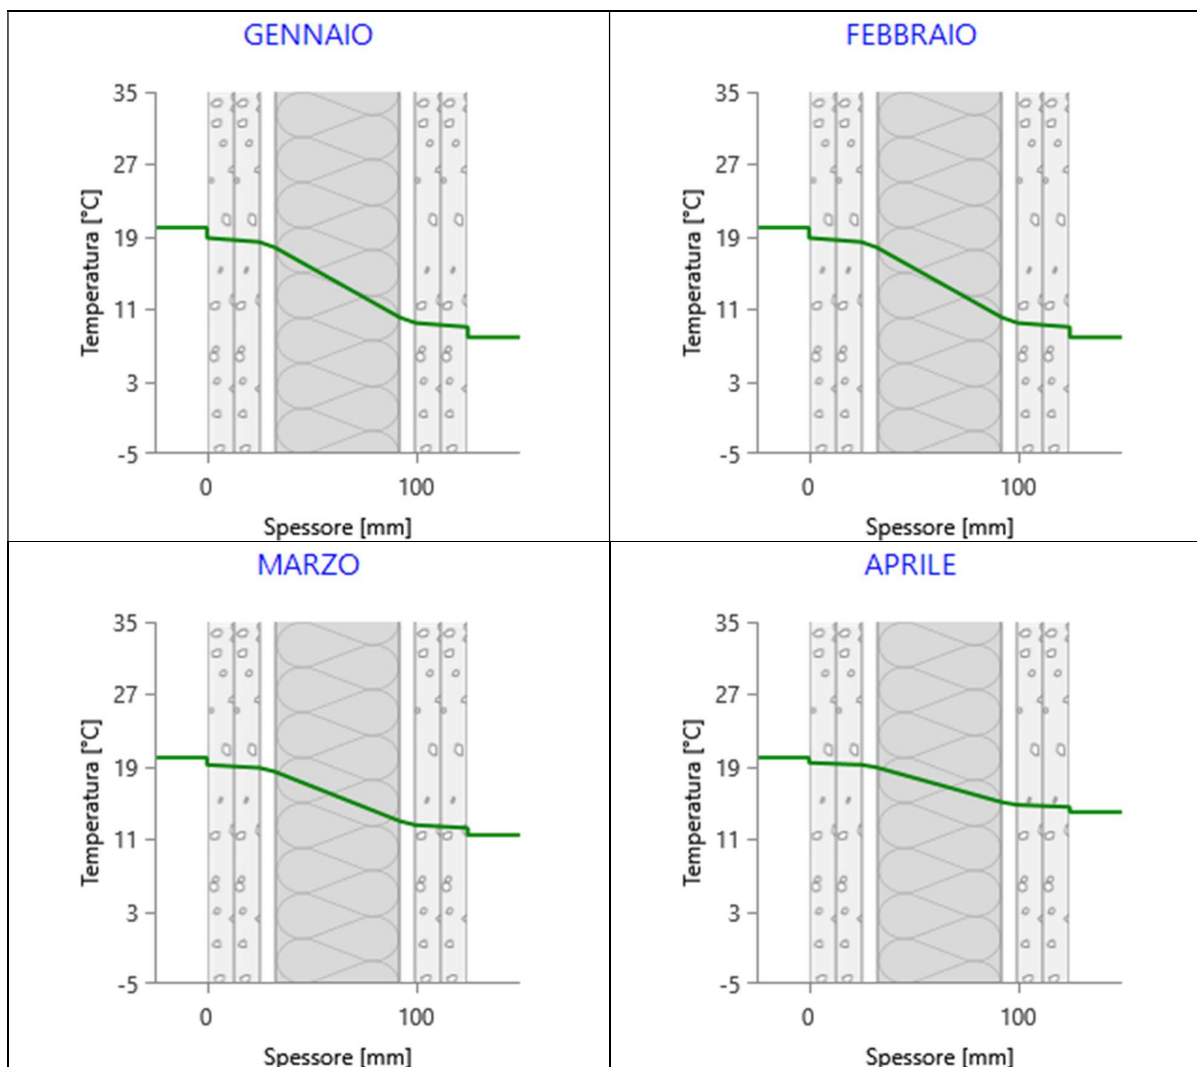 GENNAIO
35
27
19
11
3
-5
Temperatura [°C]
0 100
Spessore [mm]
FEBBRAIO
35
27
19
11
3
-5
Temperatura [°C]
0 100
Spessore [mm]
MARZO
35
27
19
11
3
-5
Temperatura [°C]
0 100
Spessore [mm]
APRILE
35
27
19
11
3
-5
Temperatura [°C]
0 100
Spessore [mm]